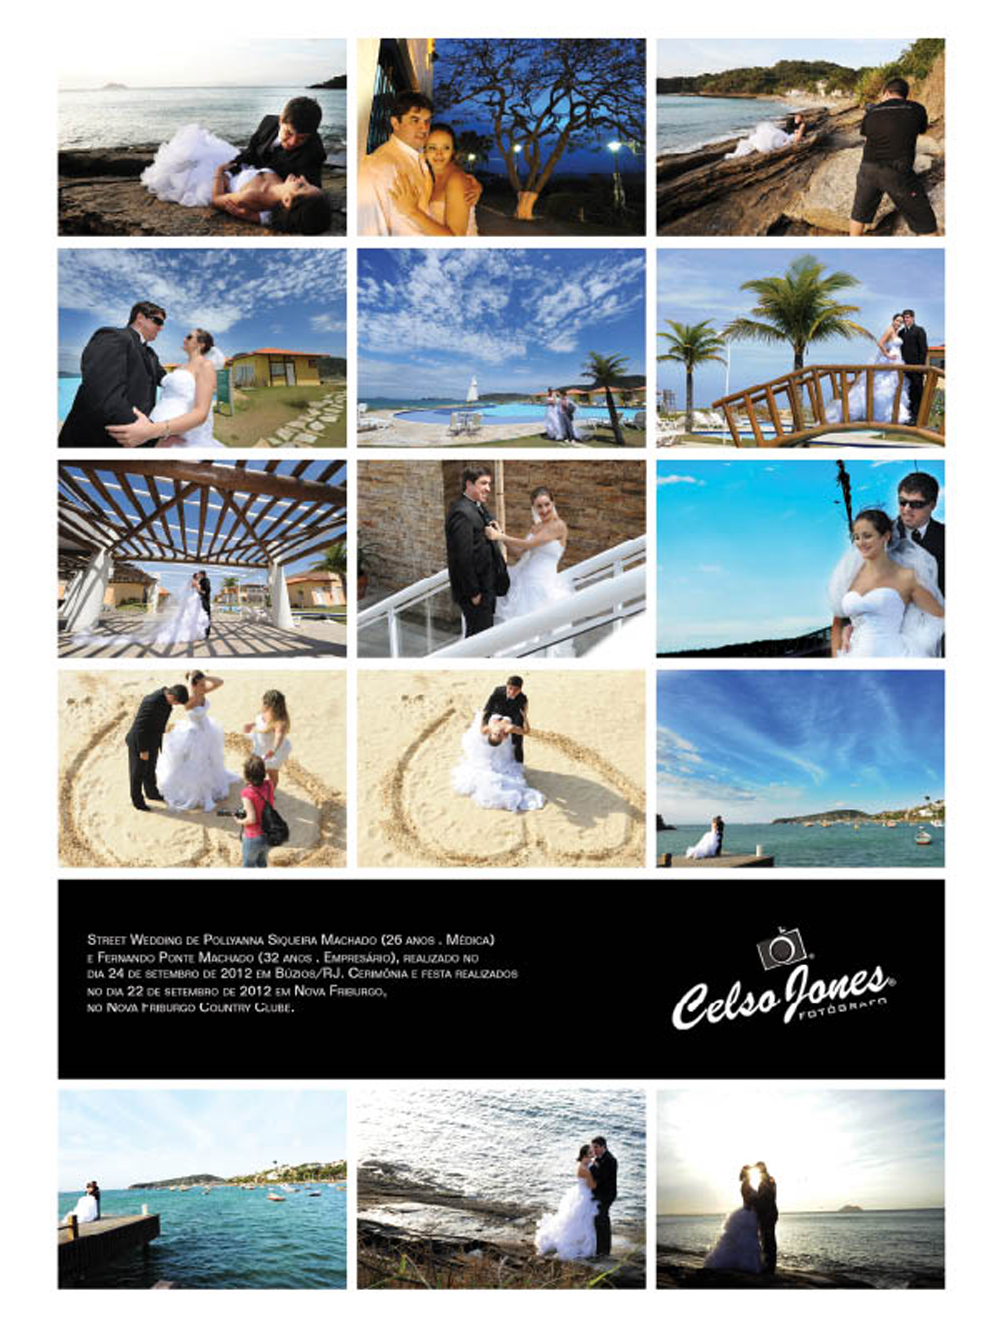 Street Wedding de Pollyanna Siqueira Machado (26 anos . Médica)
e Fernando Ponte Machado (32 anos . Empresário), realizado no
dia 24 de setembro de 2012 em Búzios/RJ. Cerimônia e festa realizados
no dia 22 de setembro de 2012 em Nova Friburgo,
no Nova Friburgo Country Clube.
Celso Jones®
FOTÓGRAFO